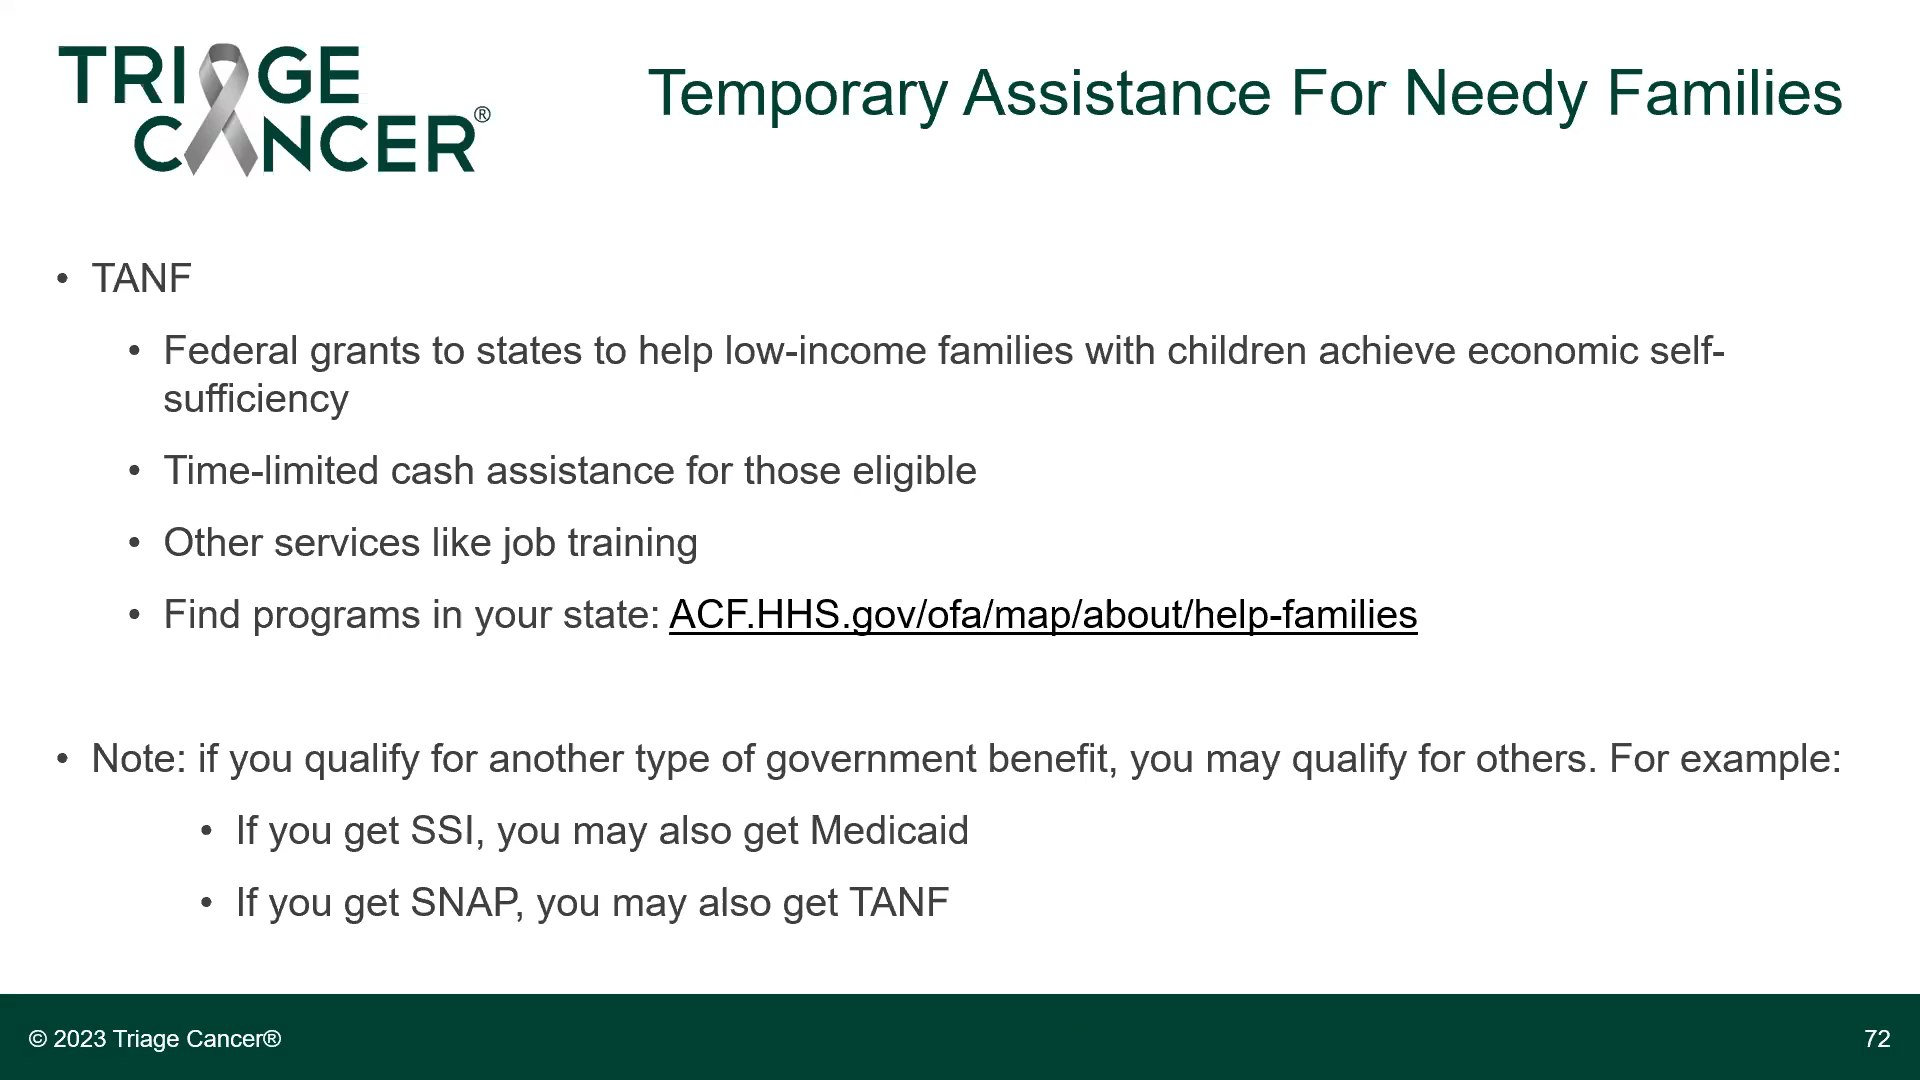 TRIAGE
CANCER®
Temporary Assistance For Needy Families
• TANF
• Federal grants to states to help low-income families with children achieve economic self-
sufficiency
• Time-limited cash assistance for those eligible
• Other services like job training
• Find programs in your state: ACF.HHS.gov/ofa/map/about/help-families
• Note: if you qualify for another type of government benefit, you may qualify for others. For example:
• If you get SSI, you may also get Medicaid
• If you get SNAP, you may also get TANF
© 2023 Triage Cancer®
72